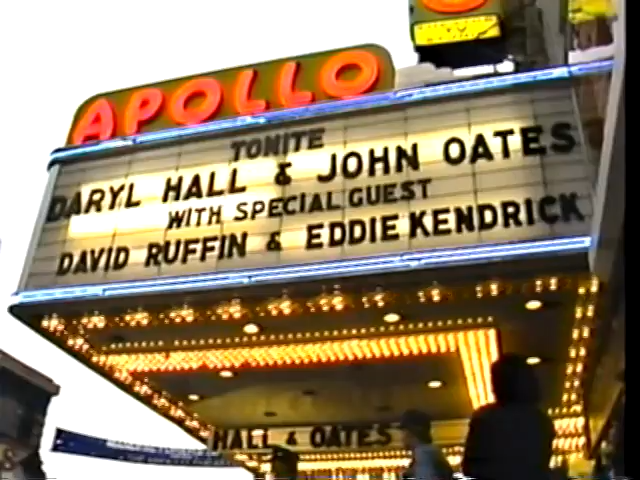 APOLLO
TONITE
DARYL HALL & JOHN OATES
WITH SPECIAL GUEST
DAVID RUFFIN & EDDIE KENDRICK
HALL & OATES